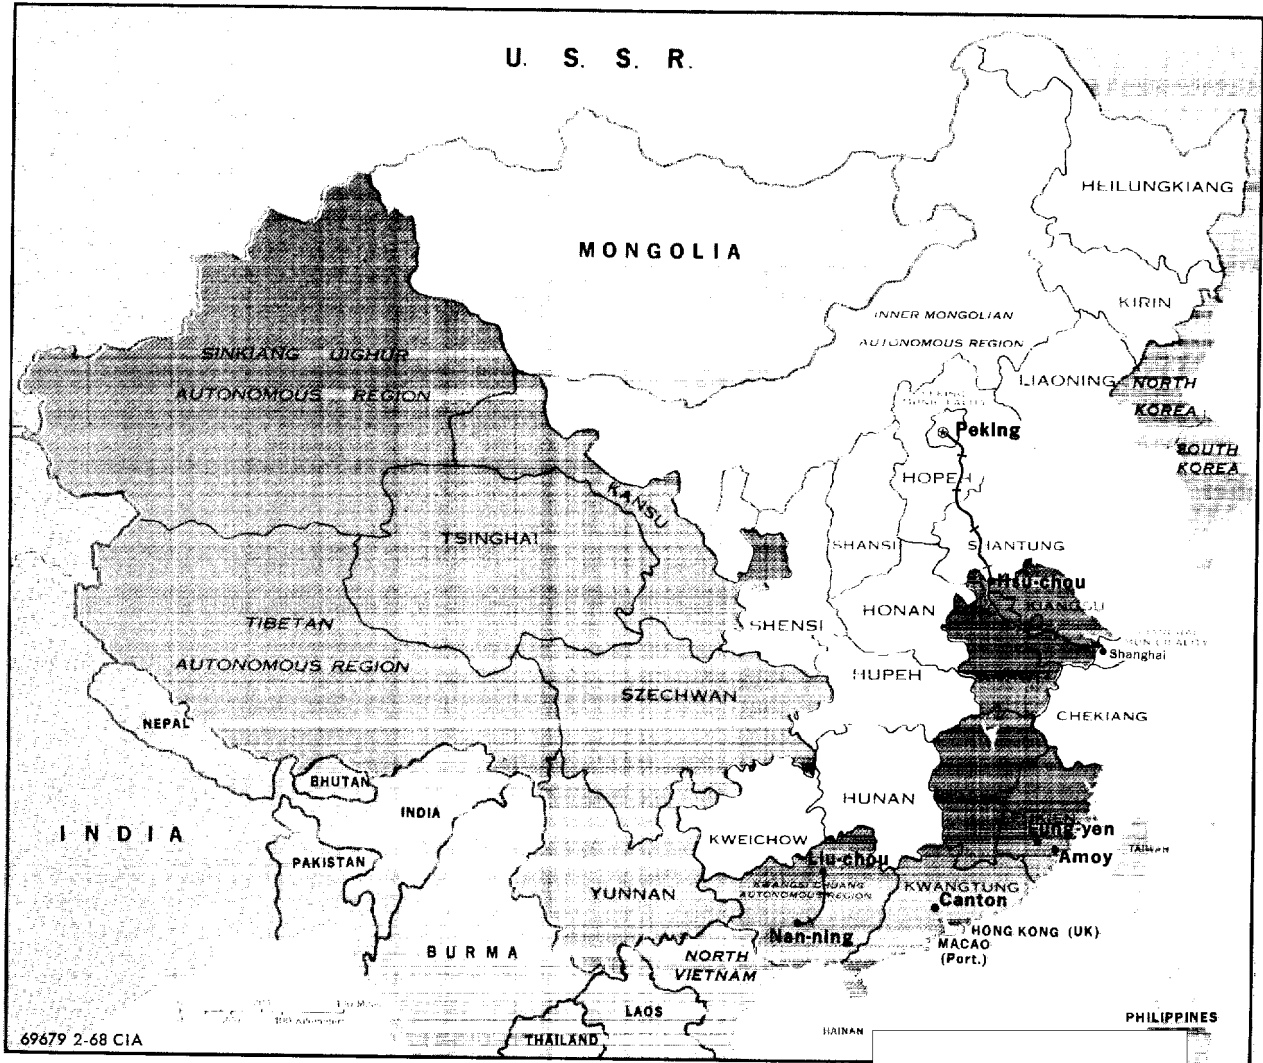 U. S. S. R.
HEILUNGKIANG
MONGOLIA
KIRIN
INNER MONGOLIAN
AUTONOMOUS REGION
SINKIANG UIGHUR
AUTONOMOUS REGION
LIAONING
NORTH
KOREA
Peking
SOUTH
KOREA
HOPEH
KANSU
TSINGHAI
SHANSI
SHANTUNG
Hsu-chou
KIANGSU
HONAN
TIBETAN
AUTONOMOUS REGION
SHENSI
Shanghai
HUPEH
SZECHWAN
CHEKIANG
NEPAL
BHUTAN
INDIA
HUNAN
INDIA
KWEICHOW
Lung-yen
Amoy
TAIWAN
PAKISTAN
Liu-chou
KWANGSI CHUANG
AUTONOMOUS REGION
KWANGTUNG
YUNNAN
Canton
Nan-ning
HONG KONG (UK)
MACAO
(Port.)
BURMA
NORTH
VIETNAM
LAOS
PHILIPPINES
HAINAN
THAILAND
69679 2-68 CIA